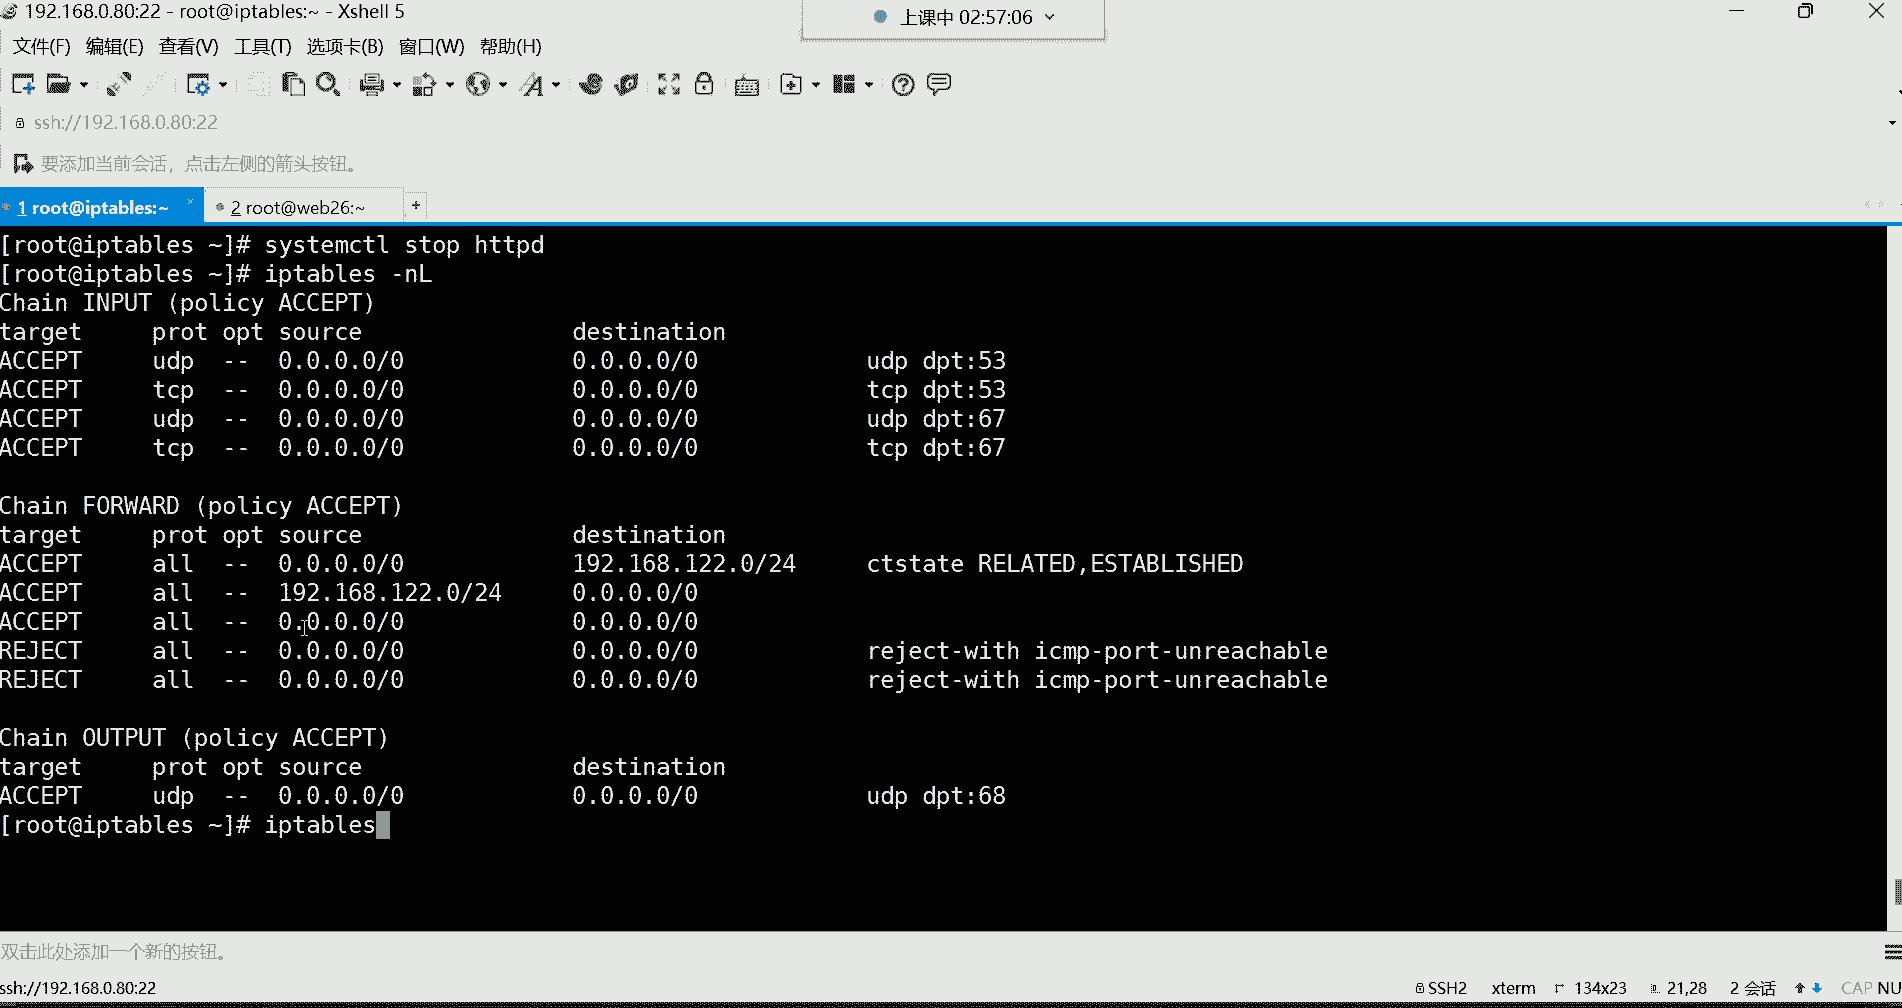 192.168.0.80:22 - root@iptables:~ - Xshell 5
上课中 02:57:06
文件(F) 编辑(E) 查看(V) 工具(T) 选项卡(B) 窗口(W) 帮助(H)
ssh://192.168.0.80:22
要添加当前会话，点击左侧的箭头按钮。
1 root@iptables:~ × 2 root@web26:~ +
[root@iptables ~]# systemctl stop httpd
[root@iptables ~]# iptables -nL
Chain INPUT (policy ACCEPT)
target     prot opt source               destination
ACCEPT     udp  --  0.0.0.0/0            0.0.0.0/0            udp dpt:53
ACCEPT     tcp  --  0.0.0.0/0            0.0.0.0/0            tcp dpt:53
ACCEPT     udp  --  0.0.0.0/0            0.0.0.0/0            udp dpt:67
ACCEPT     tcp  --  0.0.0.0/0            0.0.0.0/0            tcp dpt:67
Chain FORWARD (policy ACCEPT)
target     prot opt source               destination
ACCEPT     all  --  0.0.0.0/0            192.168.122.0/24     ctstate RELATED,ESTABLISHED
ACCEPT     all  --  192.168.122.0/24     0.0.0.0/0
ACCEPT     all  --  0.0.0.0/0            0.0.0.0/0
REJECT     all  --  0.0.0.0/0            0.0.0.0/0            reject-with icmp-port-unreachable
REJECT     all  --  0.0.0.0/0            0.0.0.0/0            reject-with icmp-port-unreachable
Chain OUTPUT (policy ACCEPT)
target     prot opt source               destination
ACCEPT     udp  --  0.0.0.0/0            0.0.0.0/0            udp dpt:68
[root@iptables ~]# iptables
双击此处添加一个新的按钮。
ssh://192.168.0.80:22 SSH2 xterm 134x23 21,28 2 会话 CAP NU